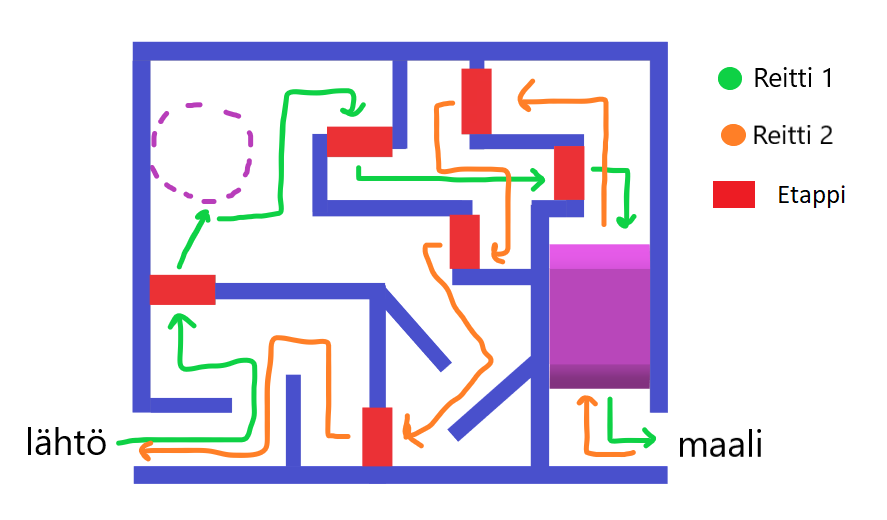 Reitti 1
Reitti 2
Etappi
lähtö
maali